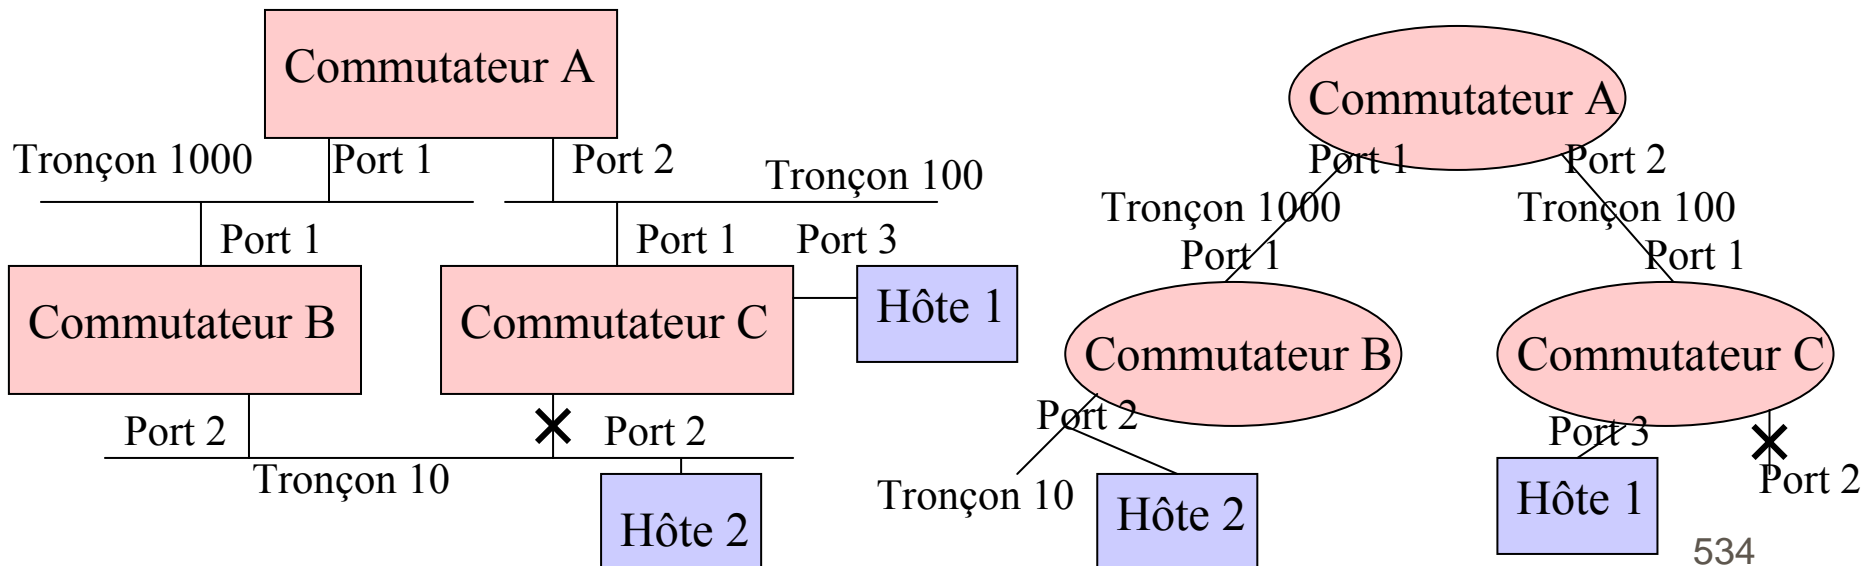 Commutateur A
Tronçon 1000
Port 1
Port 2
Tronçon 100
Port 1
Port 1
Port 3
Commutateur B
Commutateur C
Hôte 1
Port 2
Port 2
Tronçon 10
Hôte 2
Commutateur A
Port 1
Port 2
Tronçon 1000
Tronçon 100
Port 1
Port 1
Commutateur B
Commutateur C
Port 2
Port 3
Tronçon 10
Hôte 2
Hôte 1
Port 2
534